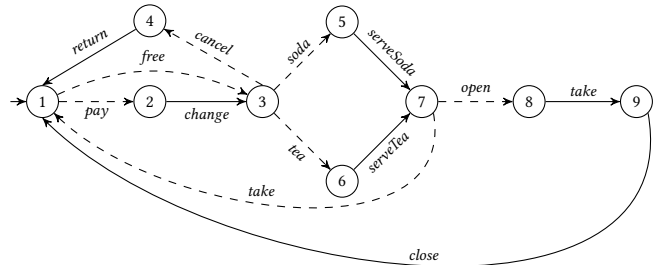 4
5
return
cancel
soda
serveSoda
free
1
pay
2
change
3
7
open
8
take
9
tea
serveTea
6
take
close